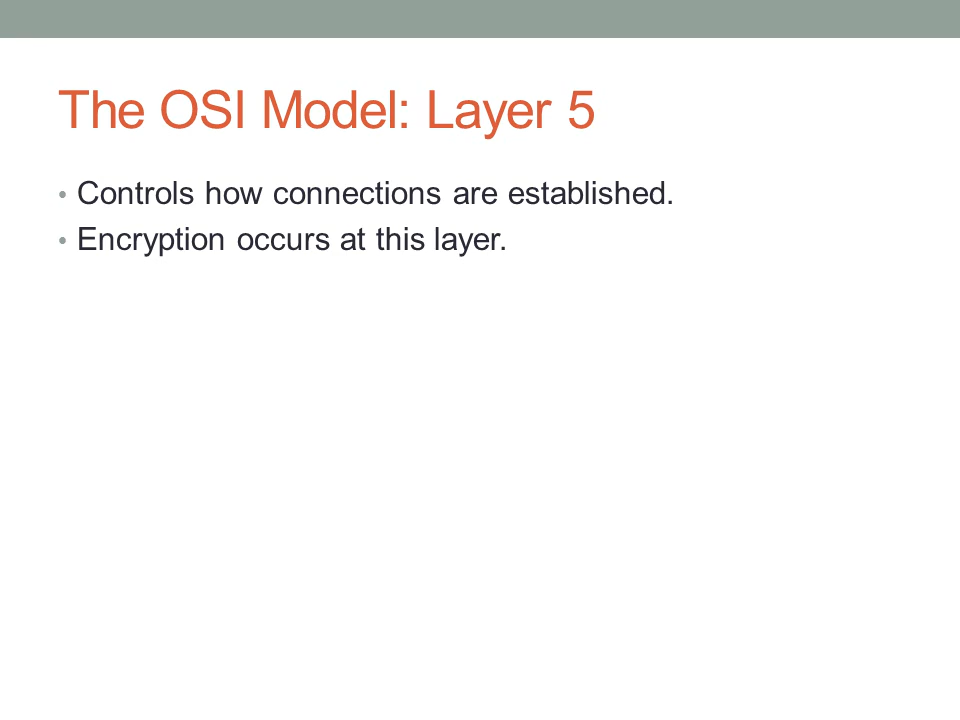 The OSI Model: Layer 5
• Controls how connections are established.
• Encryption occurs at this layer.